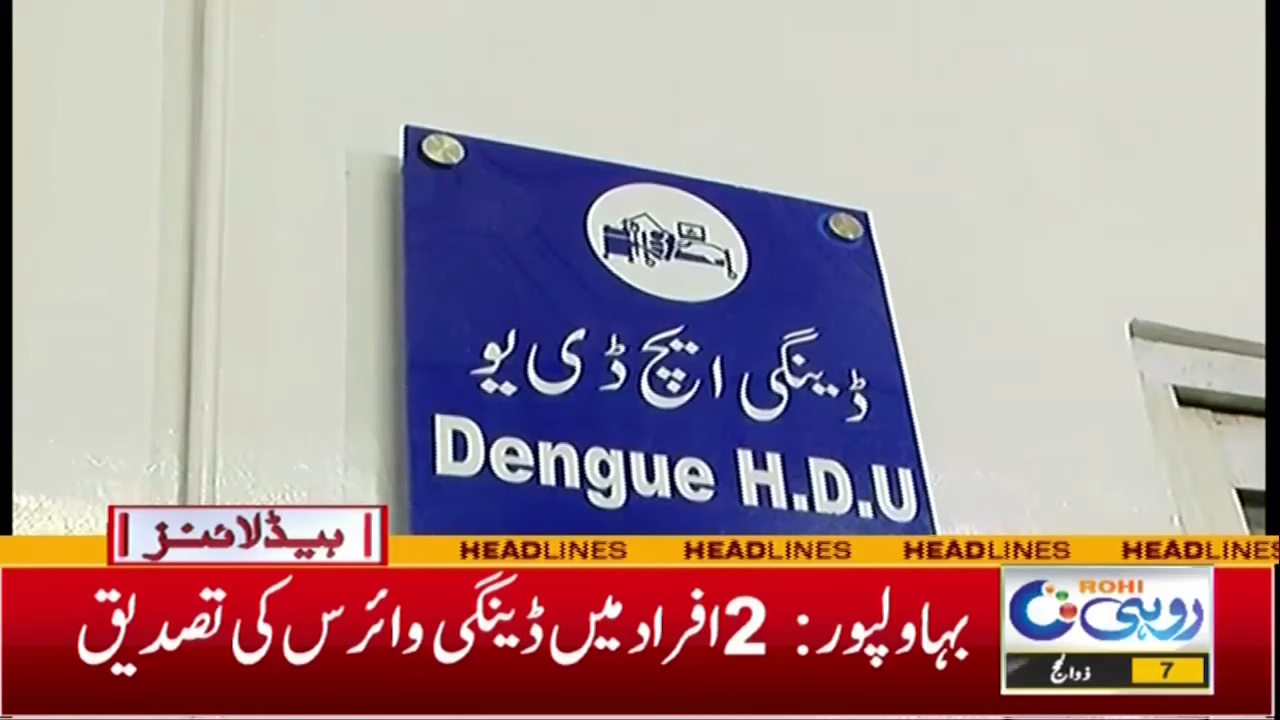 ڈینگی ایچ ڈی یو
Dengue H.D.U
ہیڈلائنز
HEADLINES HEADLINES HEADLINES HEADLINES
بہاولپور: 2 افراد میں ڈینگی وائرس کی تصدیق
ROHI
روہی
7 ذوالحج